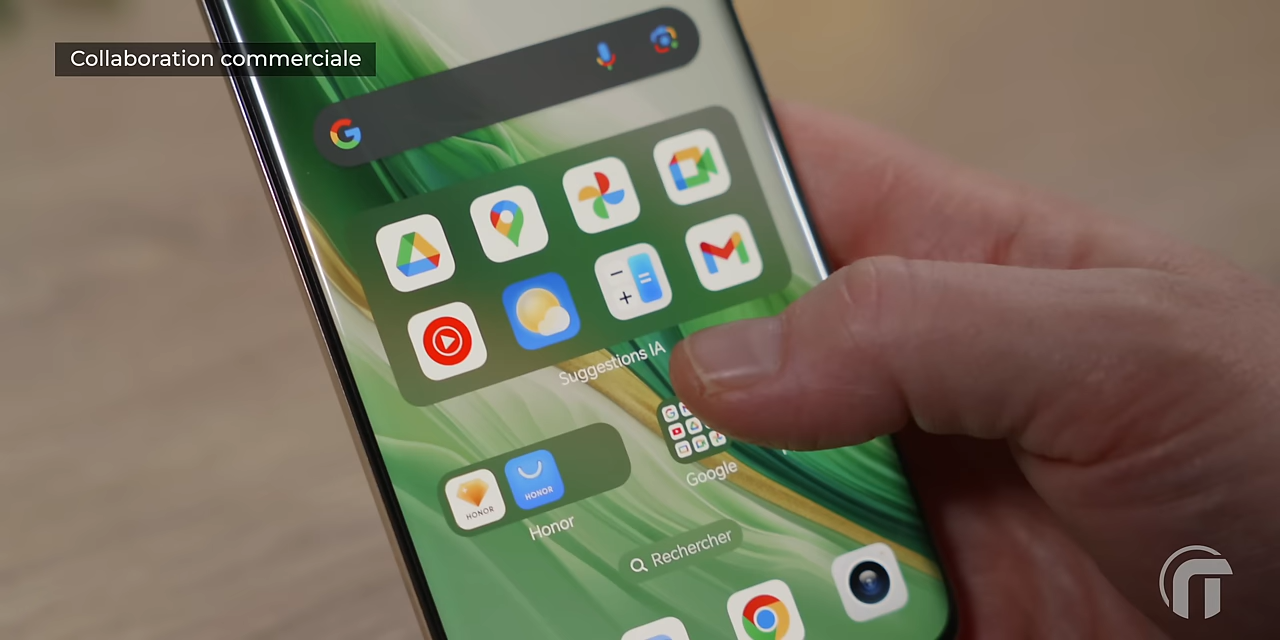 Collaboration commerciale
Suggestions IA
Google
HONOR
HONOR
Honor
Rechercher